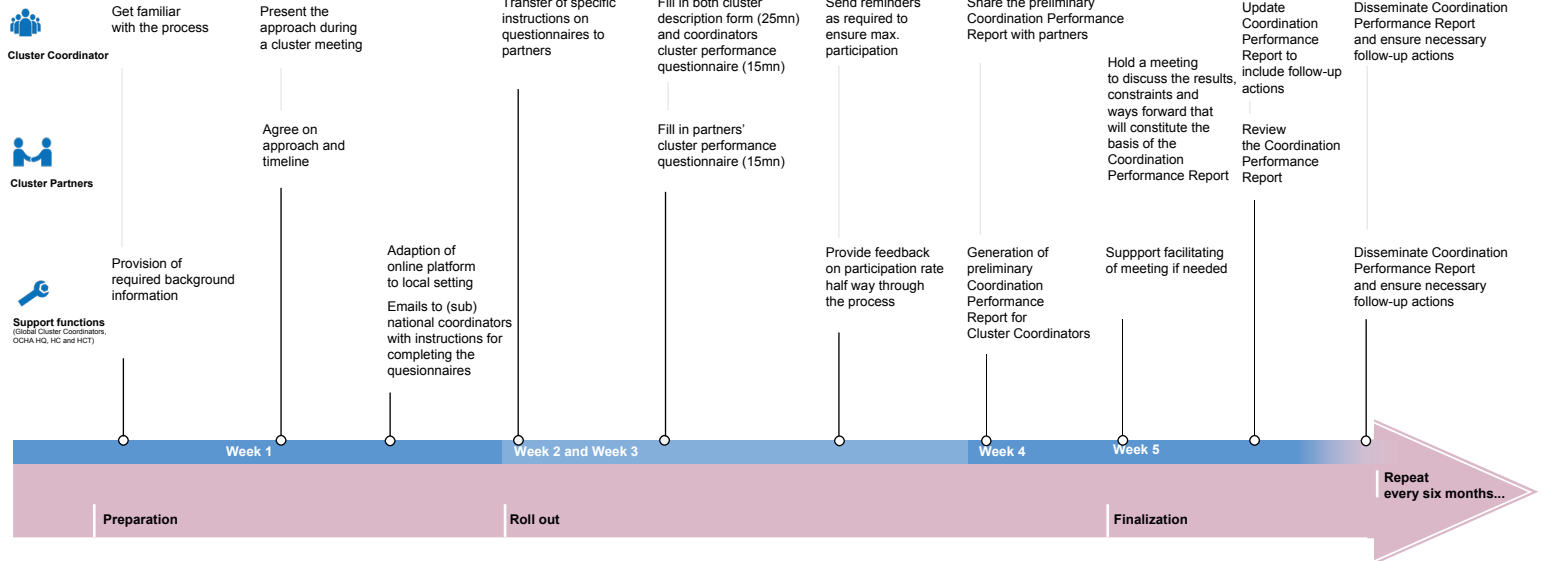 Cluster Coordinator
Get familiar
with the process
Present the
approach during
a cluster meeting
Transfer of specific
instructions on
questionnaires to
partners
Fill in both cluster
description form (25mn)
and coordinators
cluster performance
questionnaire (15mn)
Send reminders
as required to
ensure max.
participation
Share the preliminary
Coordination Performance
Report with partners
Hold a meeting
to discuss the results,
constraints and
ways forward that
will constitute the
basis of the
Coordination
Performance Report
Update
Coordination
Performance
Report to
include follow-up
actions
Disseminate Coordination
Performance Report
and ensure necessary
follow-up actions
Cluster Partners
Agree on
approach and
timeline
Fill in partners’
cluster performance
questionnaire (15mn)
Review
the Coordination
Performance
Report
Support functions
(Global Cluster Coordinators,
OCHA HQ, HC and HCT)
Provision of
required background
information
Adaption of
online platform
to local setting
Emails to (sub)
national coordinators
with instructions for
completing the
quesionnaires
Provide feedback
on participation rate
half way through
the process
Generation of
preliminary
Coordination
Performance
Report for
Cluster Coordinators
Suppport facilitating
of meeting if needed
Disseminate Coordination
Performance Report
and ensure necessary
follow-up actions
Week 1
Week 2 and Week 3
Week 4
Week 5
Repeat
every six months...
Preparation
Roll out
Finalization